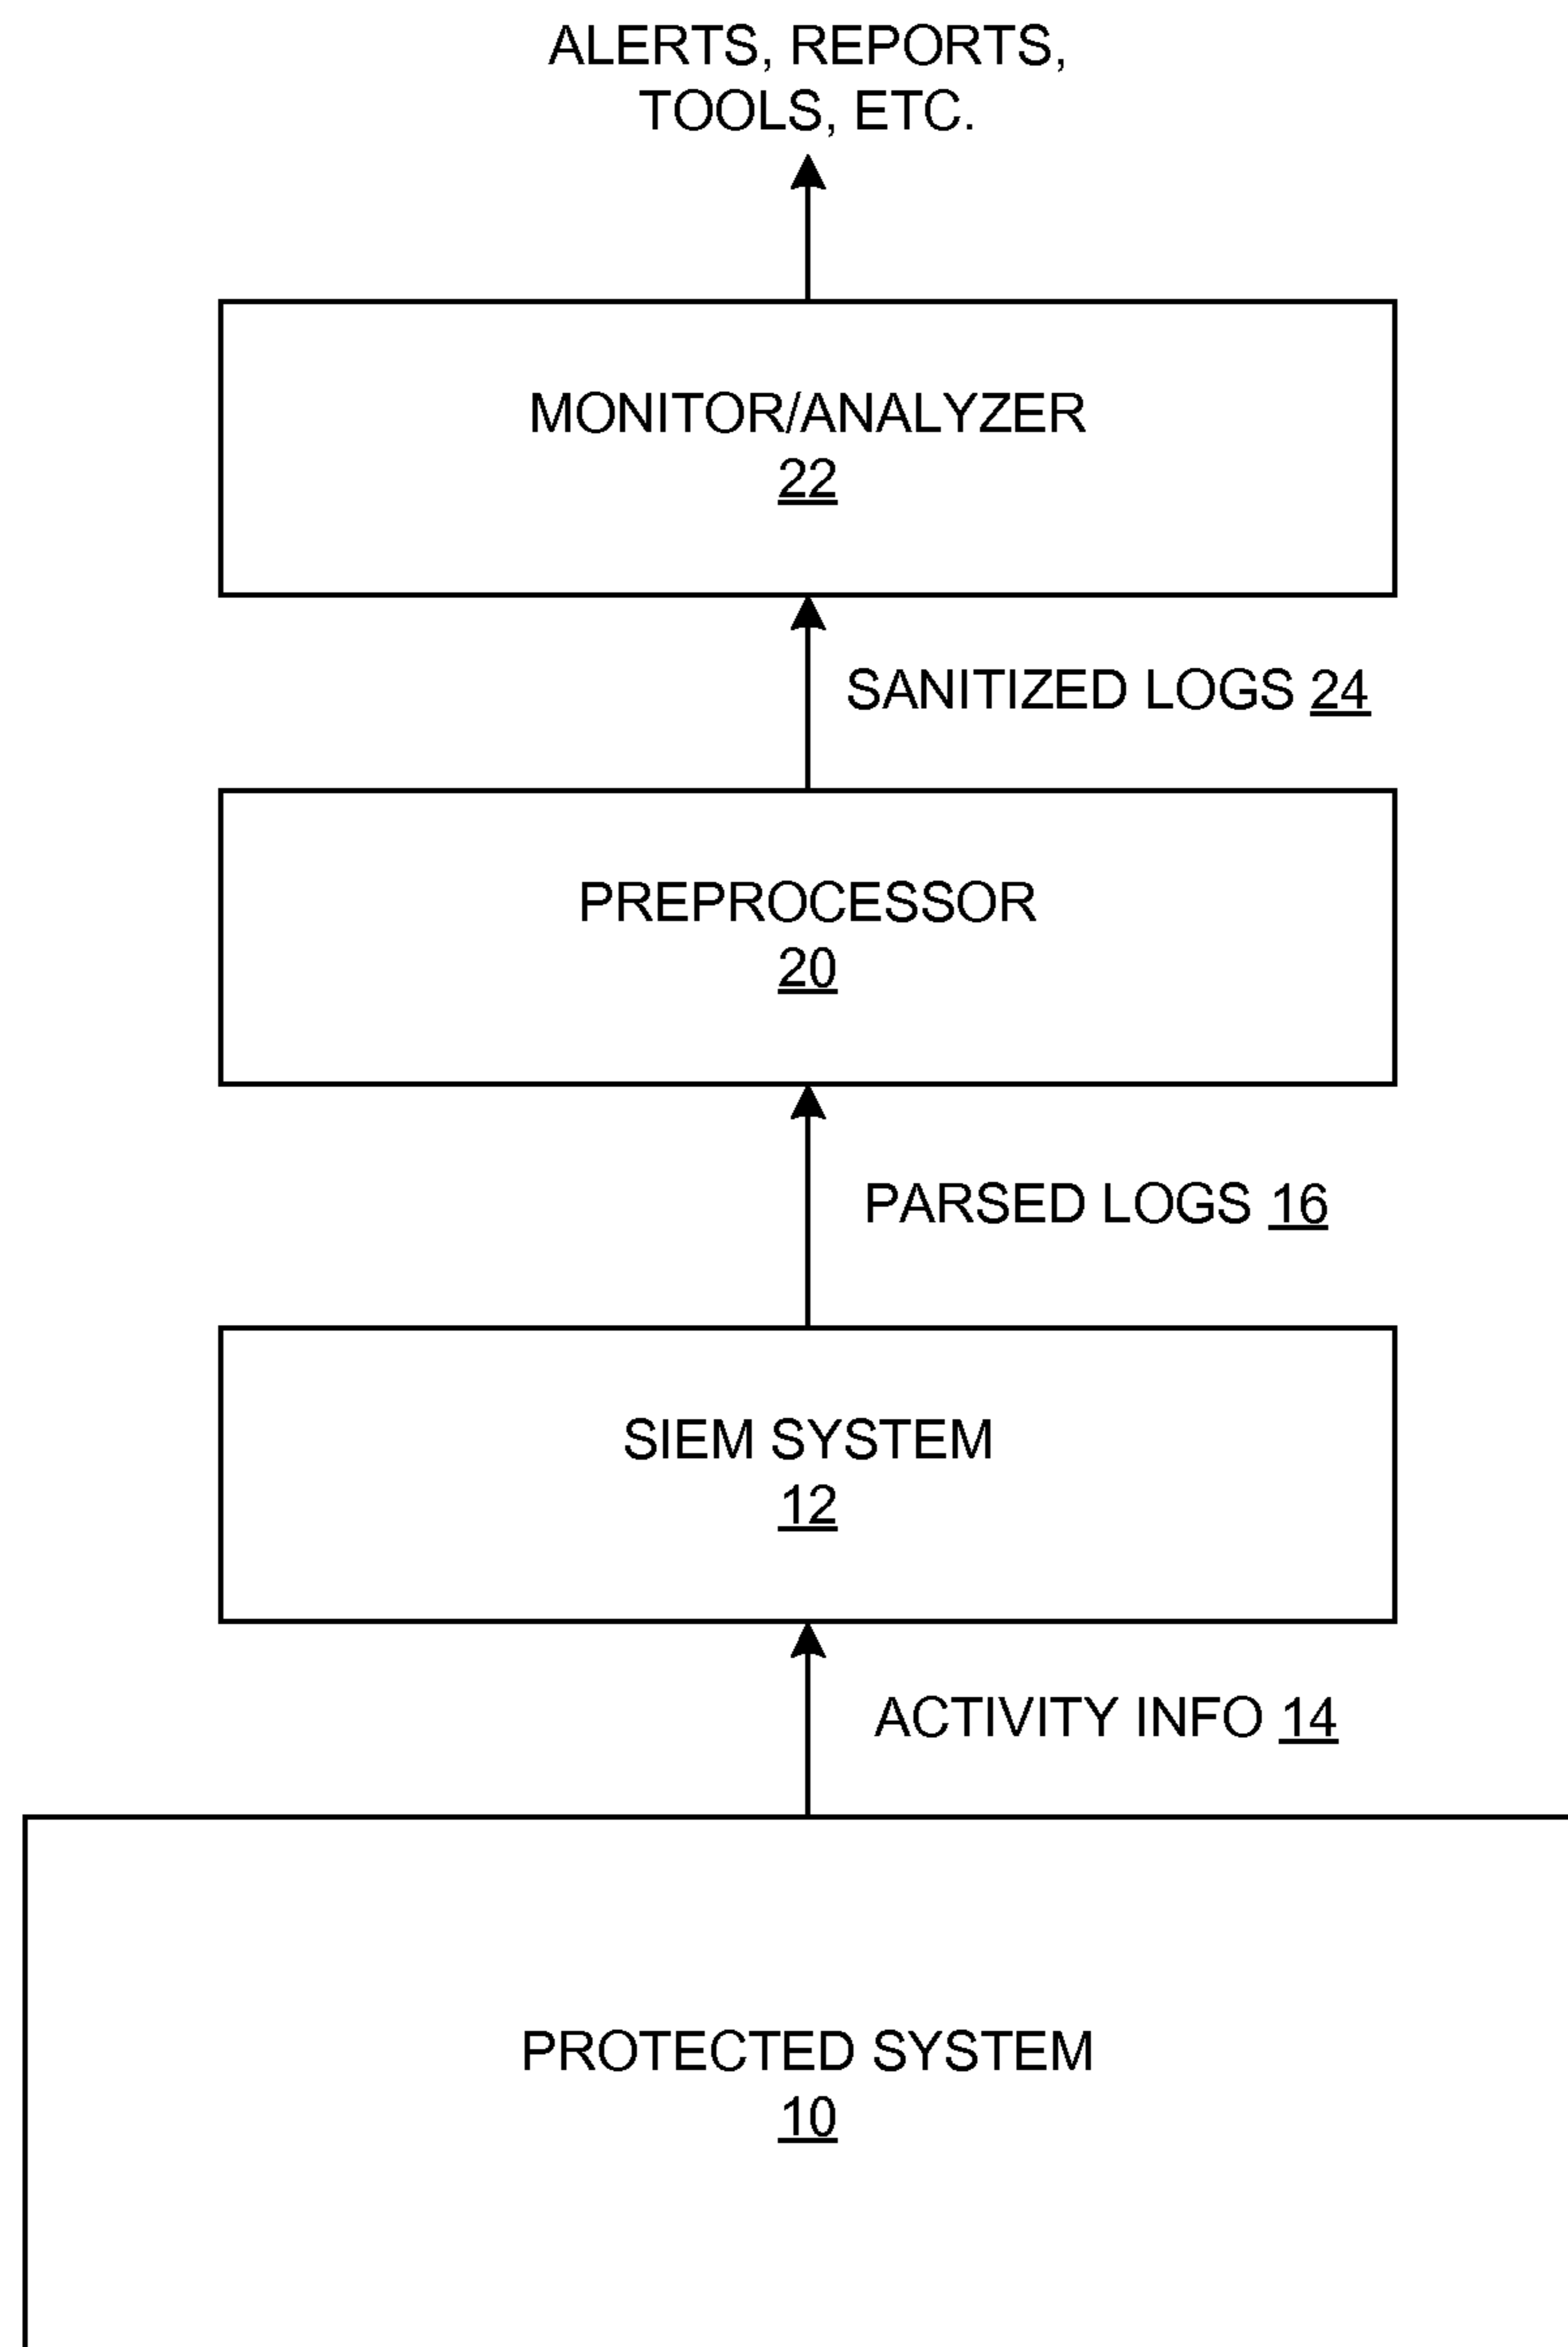 ALERTS, REPORTS,
TOOLS, ETC.
MONITOR/ANALYZER
22
SANITIZED LOGS 24
PREPROCESSOR
20
PARSED LOGS 16
SIEM SYSTEM
12
ACTIVITY INFO 14
PROTECTED SYSTEM
10